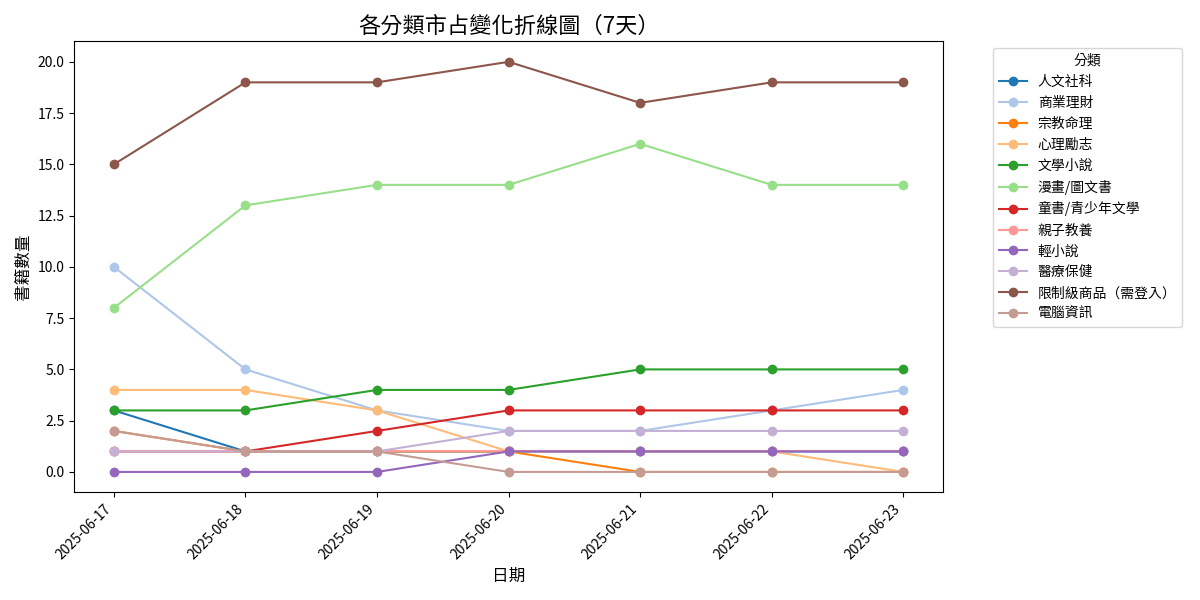 各分類市占變化折線圖（7天）
書籍數量
20.0
17.5
15.0
12.5
10.0
7.5
5.0
2.5
0.0
2025-06-17
2025-06-18
2025-06-19
2025-06-20
2025-06-21
2025-06-22
2025-06-23
日期
分類
人文社科
商業理財
宗教命理
心理勵志
文學小說
漫畫/圖文書
童書/青少年文學
親子教養
輕小說
醫療保健
限制級商品（需登入）
電腦資訊